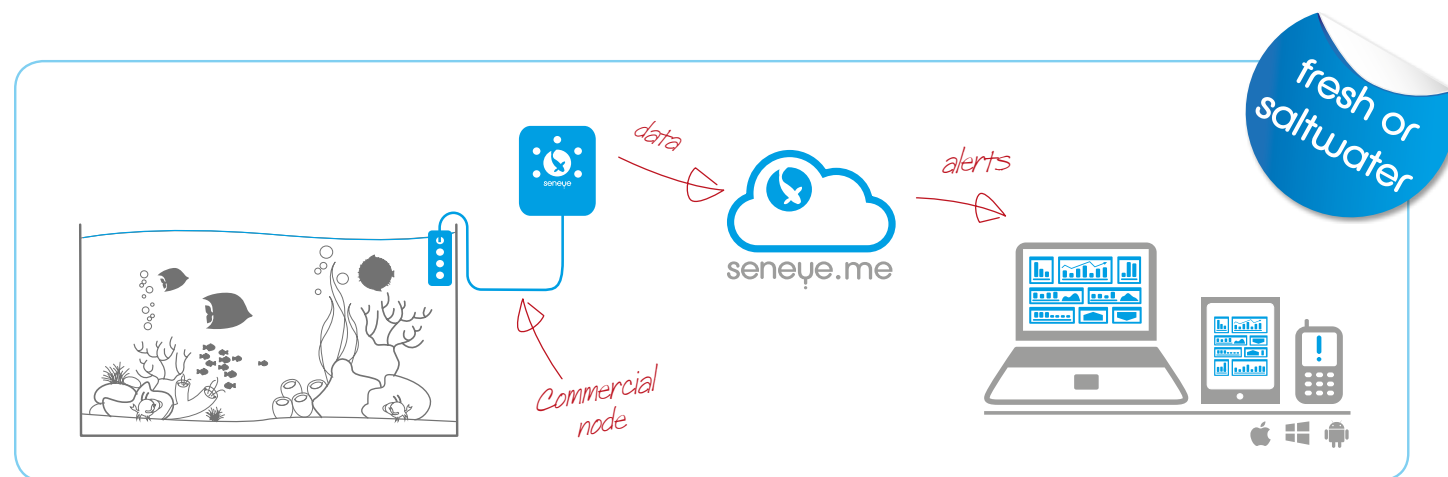 fresh or
saltwater
data
seneye
alerts
seneye.me
Commercial
node
!